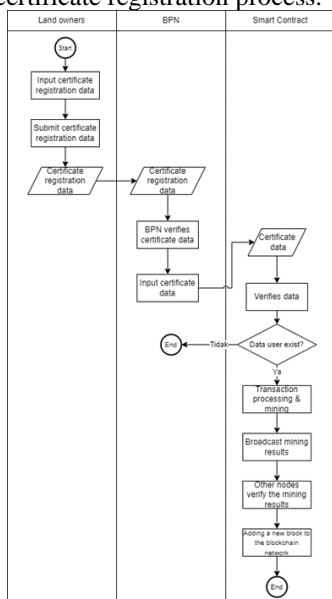 certificate registration process.
Land owners
BPN
Smart Contract
Start
Input certificate
registration data
Submit certificate
registration data
Certificate
registration
data
Certificate
registration
data
BPN verifies
certificate data
Input certificate
data
Certificate
data
Verifies data
Data user exist?
Tidak
End
Ya
Transaction
processing &
mining
Broadcast mining
results
Other nodes
verify the mining
results
Adding a new block to
the blockchain
network
End